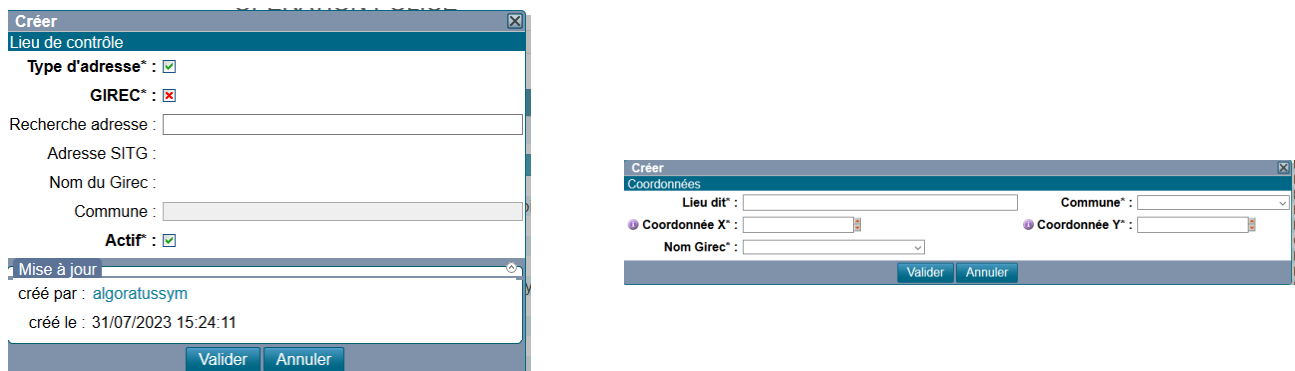 Créer
Lieu de contrôle
Type d'adresse* :
GIREC* :
Recherche adresse :
Adresse SITG :
Nom du Girec :
Commune :
Actif* :
Mise à jour
créé par : algoratussym
créé le : 31/07/2023 15:24:11
Valider Annuler
Créer
Coordonnées
Lieu dit* : Commune* :
Coordonnée X* : Coordonnée Y* :
Nom Girec* :
Valider Annuler